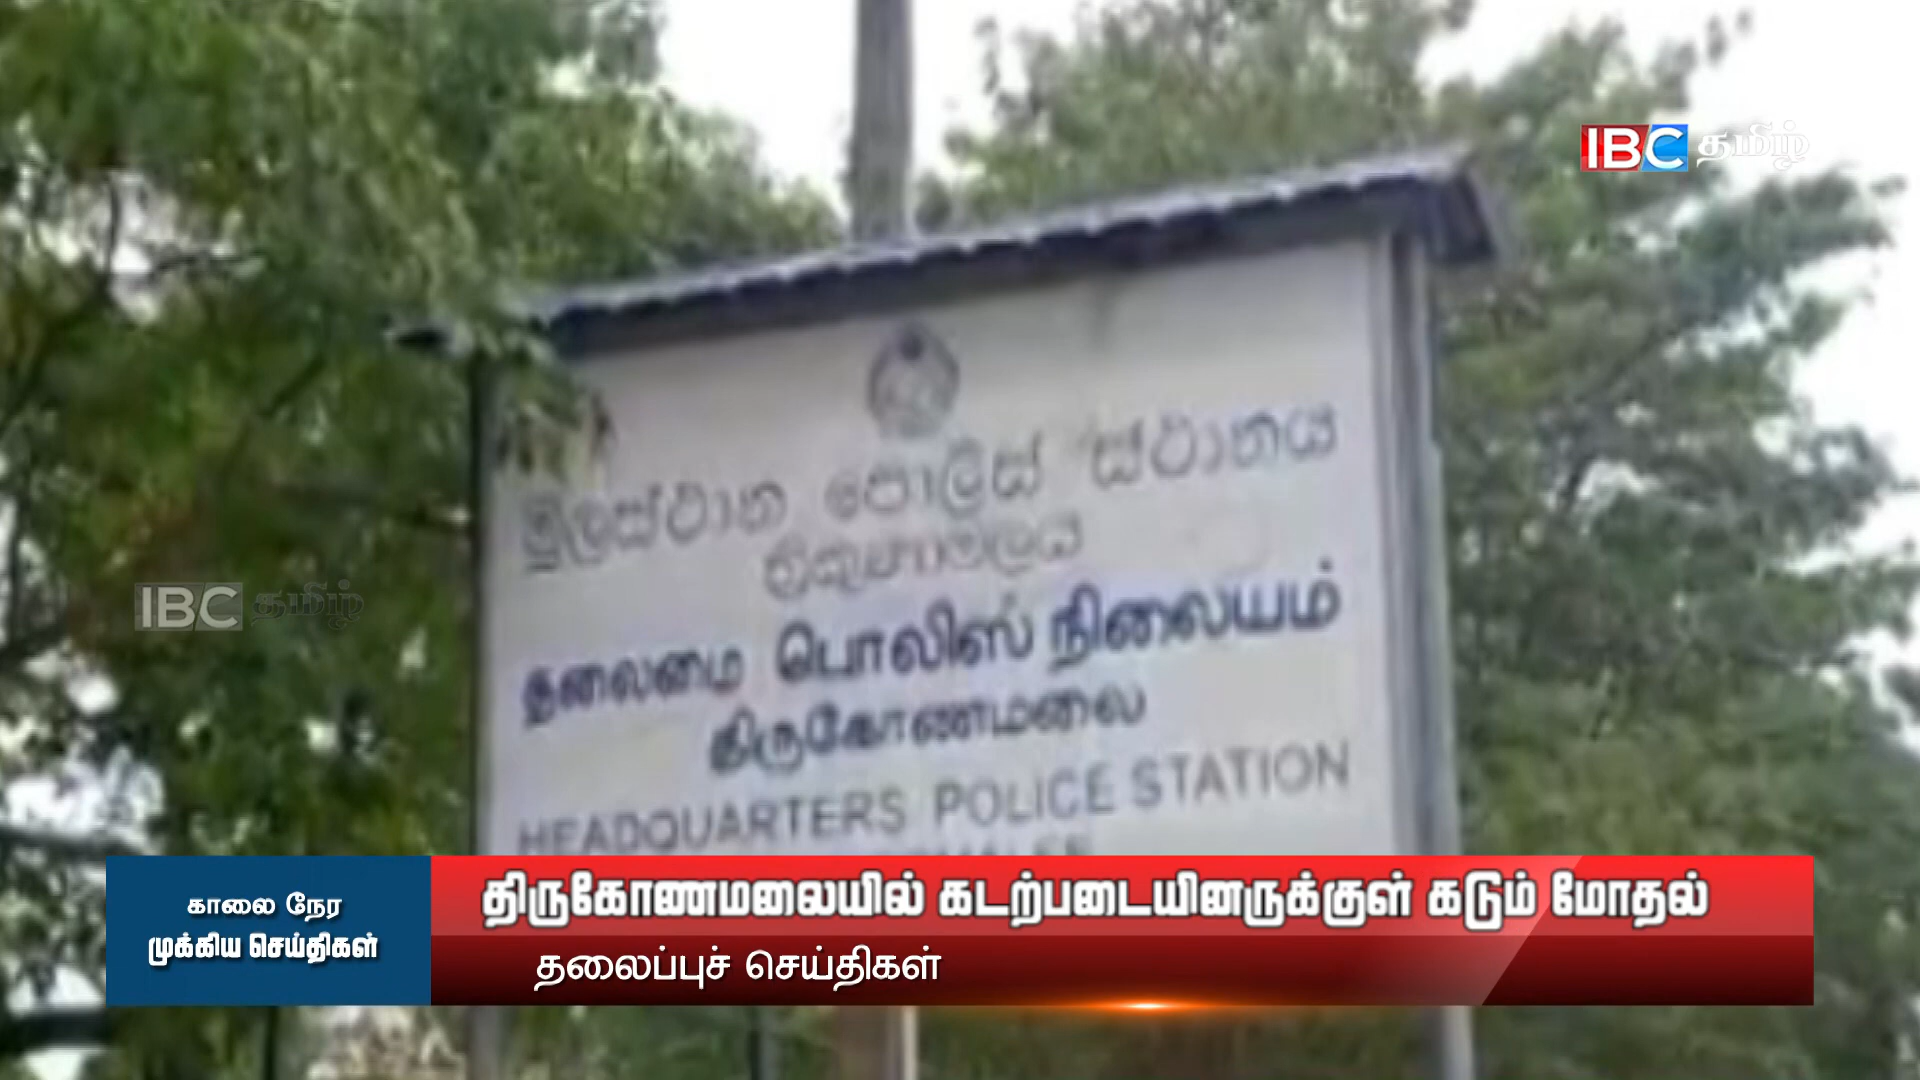 IBC தமிழ்
මූලස්ථාන පොලිස් ස්ථානය
ත්‍රිකුණාමලය
IBC தமிழ்
தலைமை பொலிஸ் நிலையம்
திருகோணமலை
HEADQUARTERS POLICE STATION
காலை நேர
முக்கிய செய்திகள்
திருகோணமலையில் கடற்படையினருக்குள் கடும் மோதல்
தலைப்புச் செய்திகள்